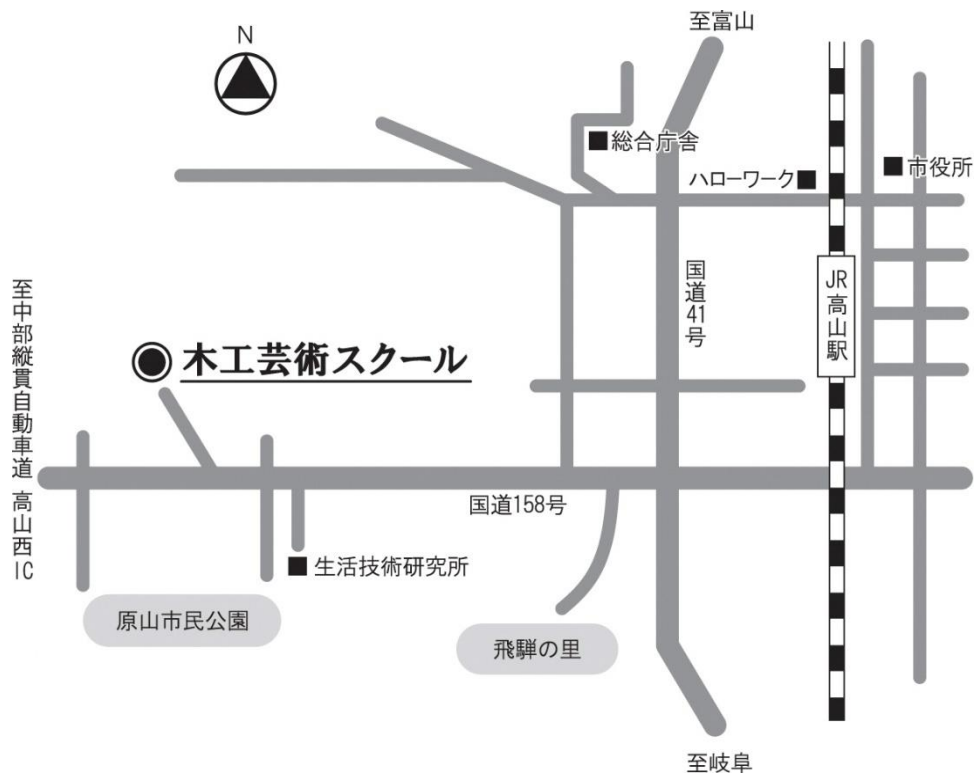 至富山
N
総合庁舎
ハローワーク
市役所
国道41号
JR高山駅
至中部縦貫自動車道 高山西IC
木工芸術スクール
国道158号
生活技術研究所
原山市民公園
飛騨の里
至岐阜